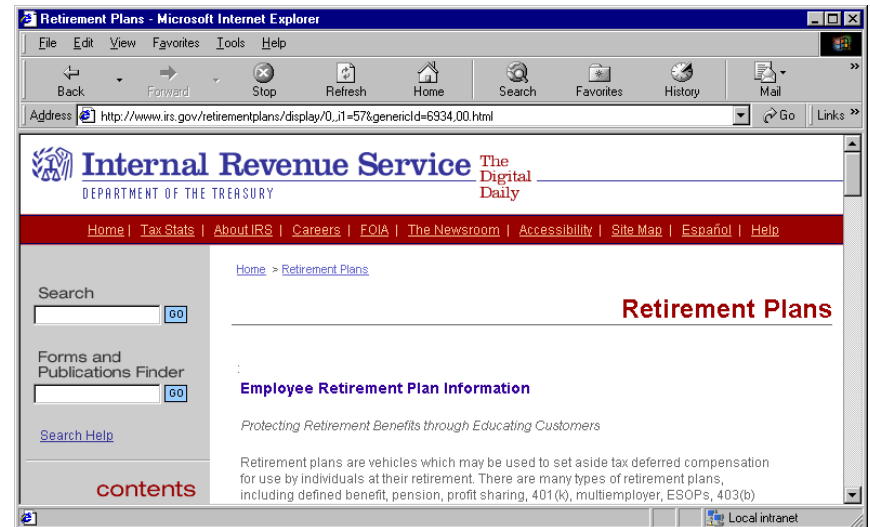 Retirement Plans - Microsoft Internet Explorer
File Edit View Favorites Tools Help
Back Forward Stop Refresh Home Search Favorites History Mail »
Address http://www.irs.gov/retirementplans/display/0,,i1=57&genericId=6934,00.html Go Links »
Internal Revenue Service
DEPARTMENT OF THE TREASURY
The
Digital
Daily
Home | Tax Stats | About IRS | Careers | FOIA | The Newsroom | Accessibility | Site Map | Español | Help
Search
GO
Forms and
Publications Finder
GO
Search Help
contents
Home > Retirement Plans
Retirement Plans
:
Employee Retirement Plan Information
Protecting Retirement Benefits through Educating Customers
Retirement plans are vehicles which may be used to set aside tax deferred compensation
for use by individuals at their retirement. There are many types of retirement plans,
including defined benefit, pension, profit sharing, 401(k), multiemployer, ESOPs, 403(b)
Local intranet